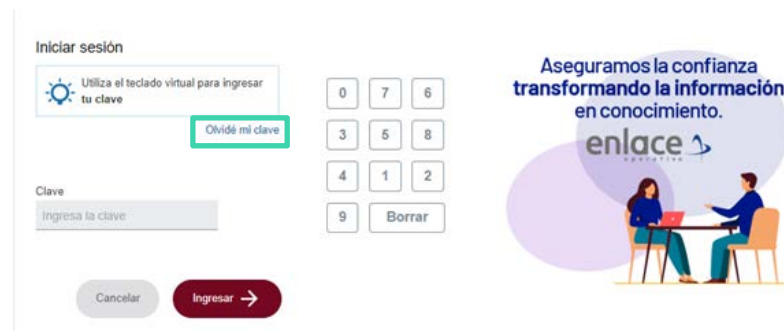 Iniciar sesión
Utiliza el teclado virtual para ingresar
tu clave
Olvidé mi clave
Clave
Ingresa la clave
Cancelar
Ingresar →
0 7 6
3 5 8
4 1 2
9 Borrar
Aseguramos la confianza
transformando la información
en conocimiento.
enlace
operativo